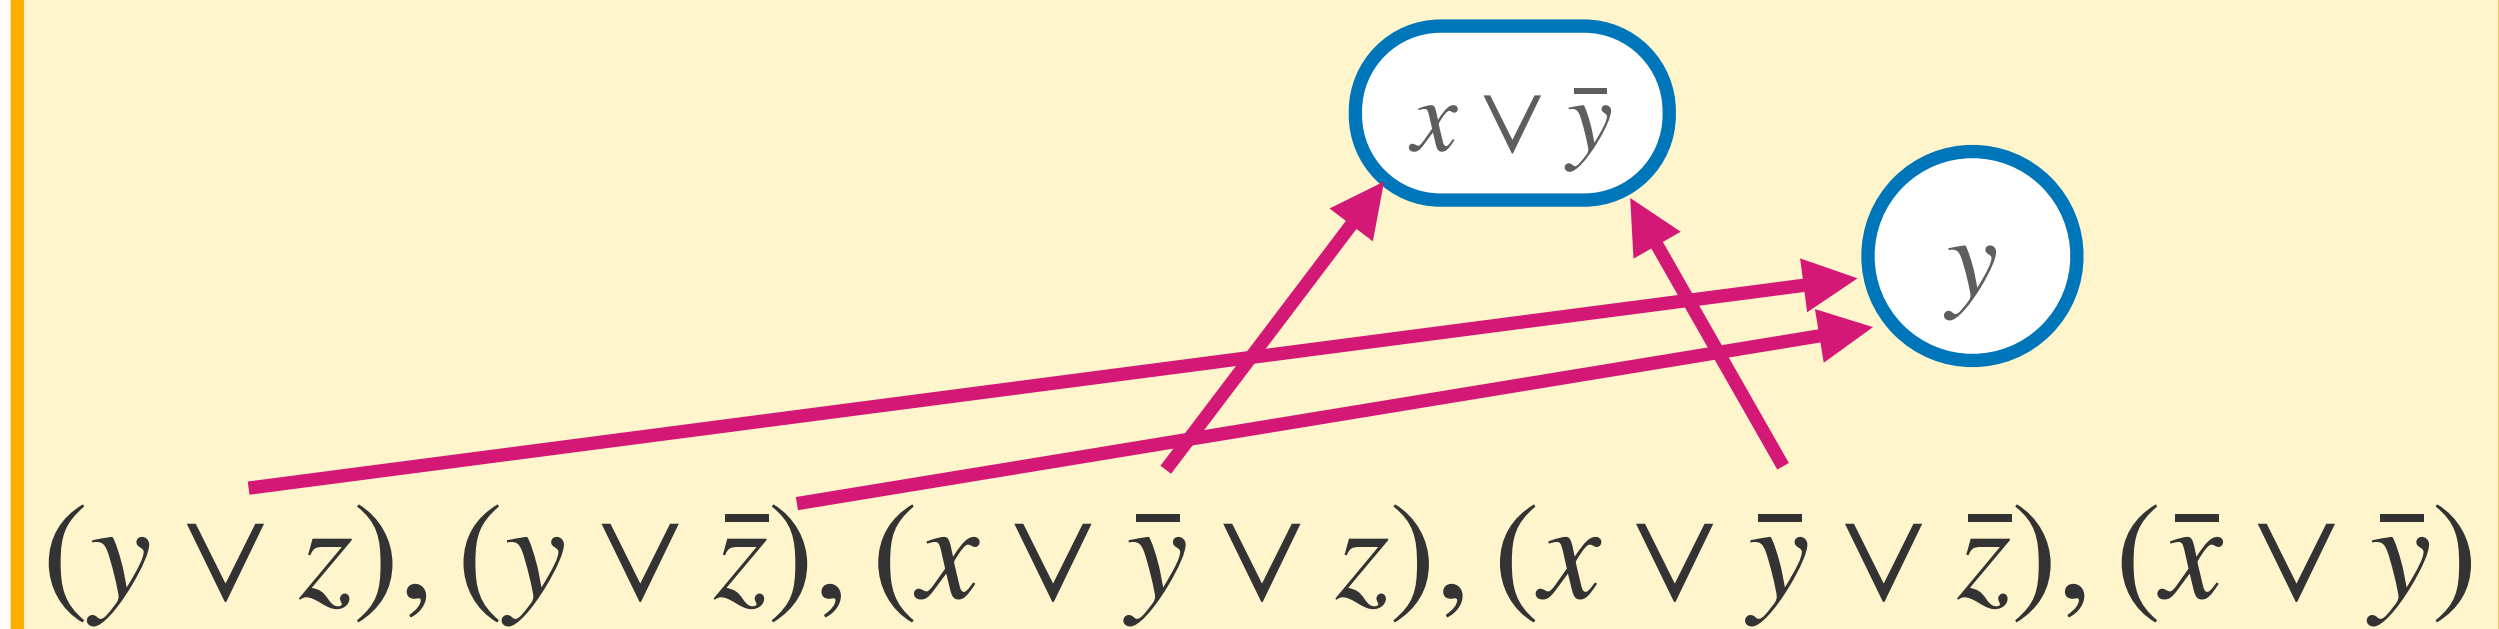 x ∨ ȳ
y
(y ∨ z), (y ∨ z̄), (x ∨ ȳ ∨ z), (x ∨ ȳ ∨ z̄), (x̄ ∨ ȳ)